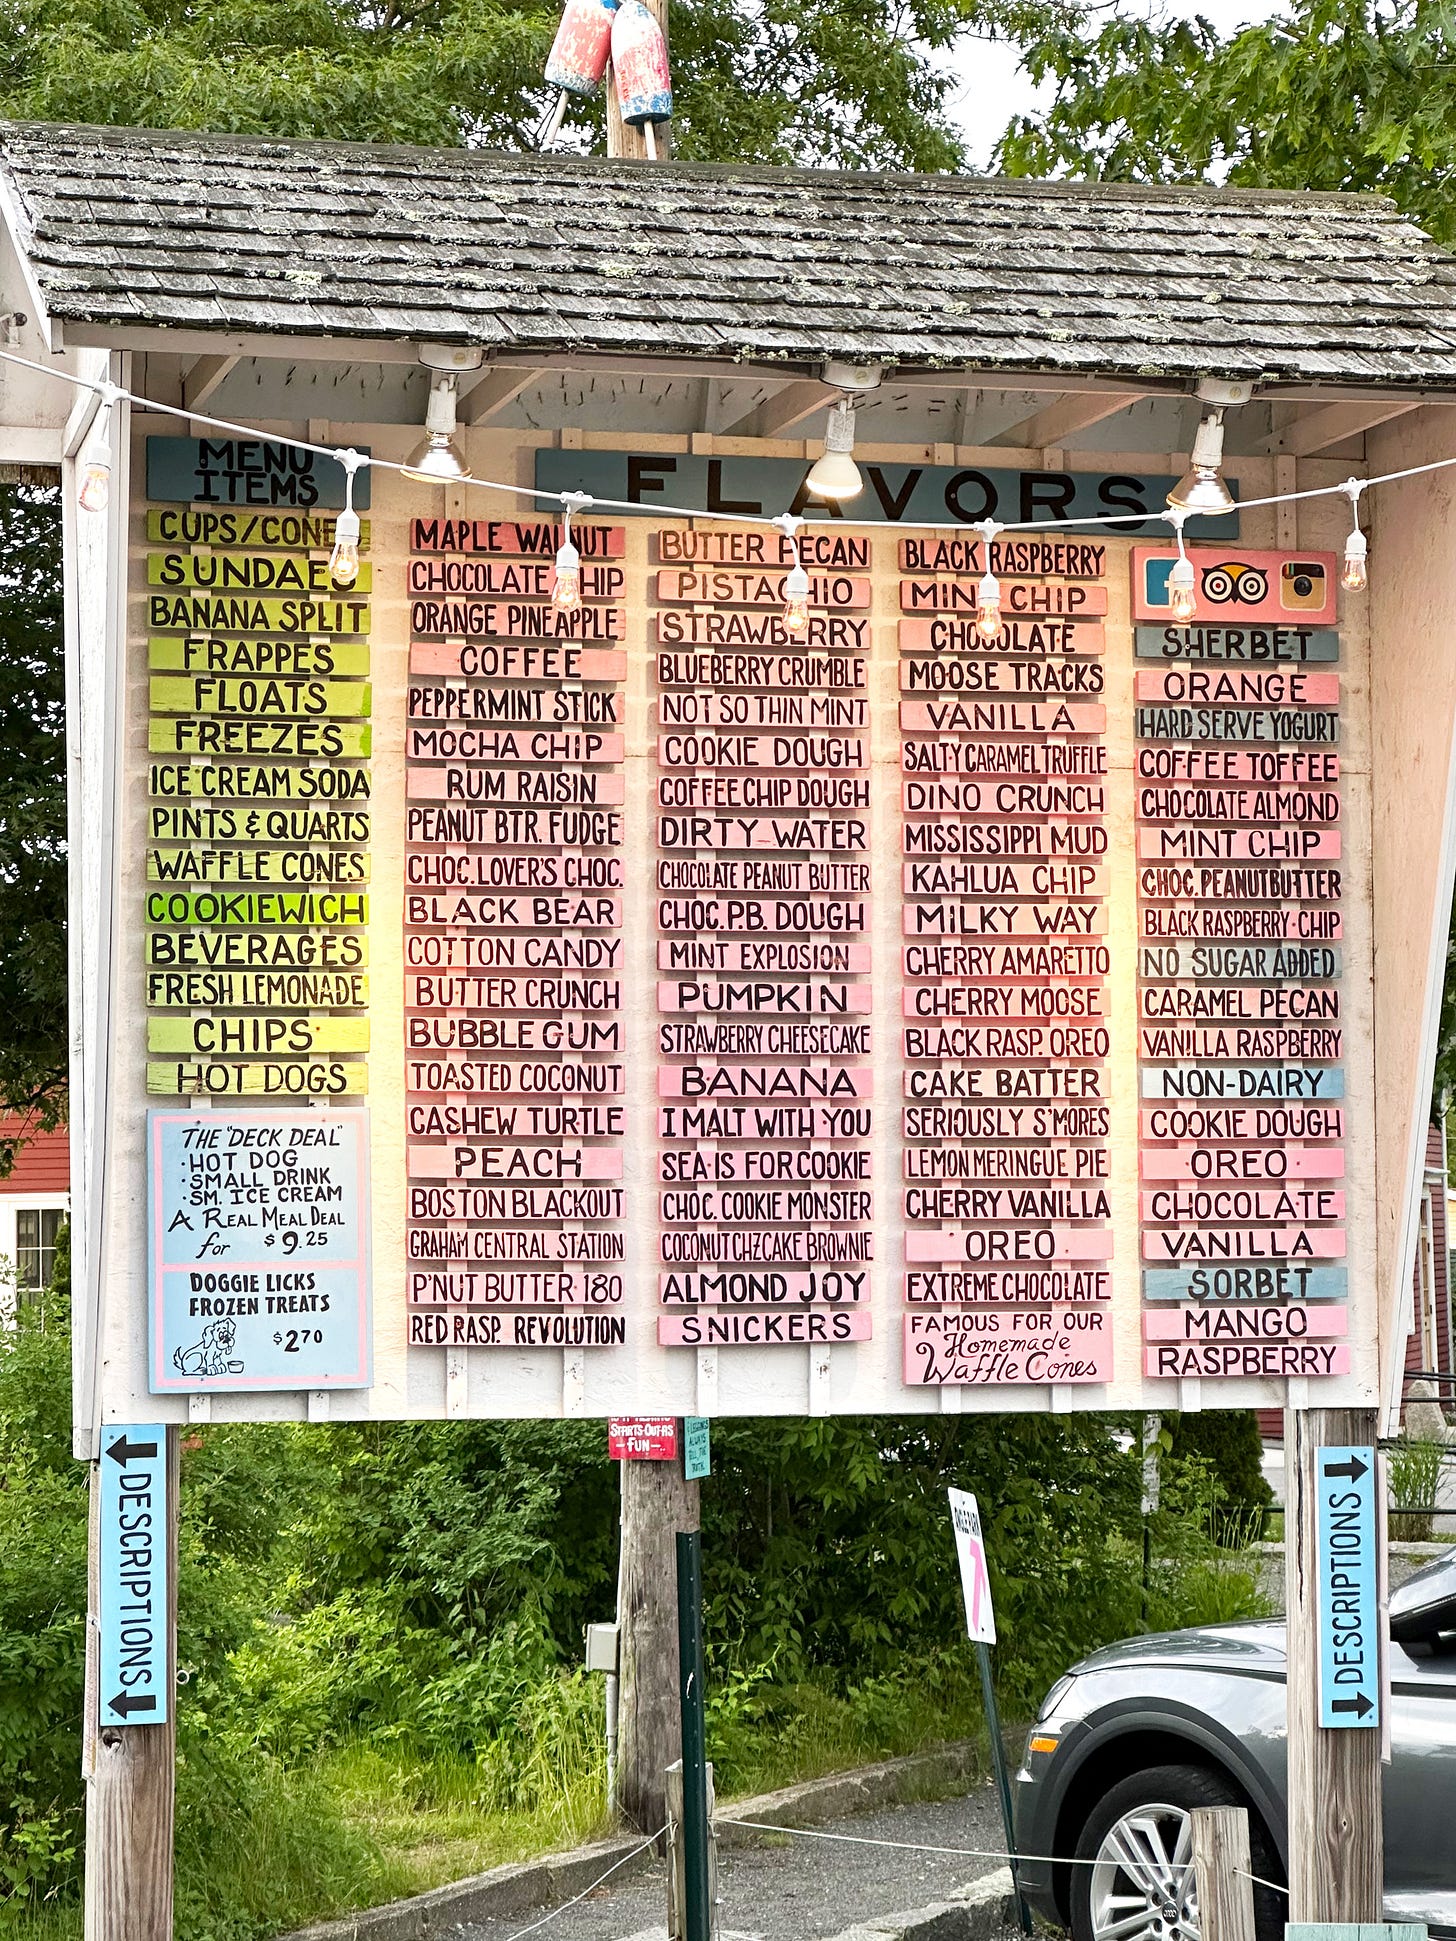 MENU
ITEMS
CUPS/CONES
SUNDAES
BANANA SPLIT
FRAPPES
FLOATS
FREEZES
ICE CREAM SODA
PINTS & QUARTS
WAFFLE CONES
COOKIEWICH
BEVERAGES
FRESH LEMONADE
CHIPS
HOT DOGS
THE "DECK DEAL"
·HOT DOG
·SMALL DRINK
·SM. ICE CREAM
A REAL MEAL DEAL
for $9.25
DOGGIE LICKS
FROZEN TREATS
$2.70
FLAVORS
MAPLE WALNUT
CHOCOLATE CHIP
ORANGE PINEAPPLE
COFFEE
PEPPERMINT STICK
MOCHA CHIP
RUM RAISIN
PEANUT BTR. FUDGE
CHOC. LOVER'S CHOC.
BLACK BEAR
COTTON CANDY
BUTTER CRUNCH
BUBBLE GUM
TOASTED COCONUT
CASHEW TURTLE
PEACH
BOSTON BLACKOUT
GRAHAM CENTRAL STATION
P'NUT BUTTER 180
RED RASP. REVOLUTION
BUTTER PECAN
PISTACHIO
STRAWBERRY
BLUEBERRY CRUMBLE
NOT SO THIN MINT
COOKIE DOUGH
COFFEE CHIP DOUGH
DIRTY WATER
CHOCOLATE PEANUT BUTTER
CHOC. P.B. DOUGH
MINT EXPLOSION
PUMPKIN
STRAWBERRY CHEESECAKE
BANANA
I MALT WITH YOU
SEA IS FOR COOKIE
CHOC. COOKIE MONSTER
COCONUT CHZCAKE BROWNIE
ALMOND JOY
SNICKERS
BLACK RASPBERRY
MINT CHIP
CHOCOLATE
MOOSE TRACKS
VANILLA
SALTY CARAMEL TRUFFLE
DINO CRUNCH
MISSISSIPPI MUD
KAHLUA CHIP
MILKY WAY
CHERRY AMARETTO
CHERRY MOOSE
BLACK RASP. OREO
CAKE BATTER
SERIOUSLY S'MORES
LEMON MERINGUE PIE
CHERRY VANILLA
OREO
EXTREME CHOCOLATE
FAMOUS FOR OUR
Homemade
Waffle Cones
SHERBET
ORANGE
HARD SERVE YOGURT
COFFEE TOFFEE
CHOCOLATE ALMOND
MINT CHIP
CHOC. PEANUT BUTTER
BLACK RASPBERRY CHIP
NO SUGAR ADDED
CARAMEL PECAN
VANILLA RASPBERRY
NON-DAIRY
COOKIE DOUGH
OREO
CHOCOLATE
VANILLA
SORBET
MANGO
RASPBERRY
DESCRIPTIONS
STARTS OUT AS
-FUN-
DESCRIPTIONS